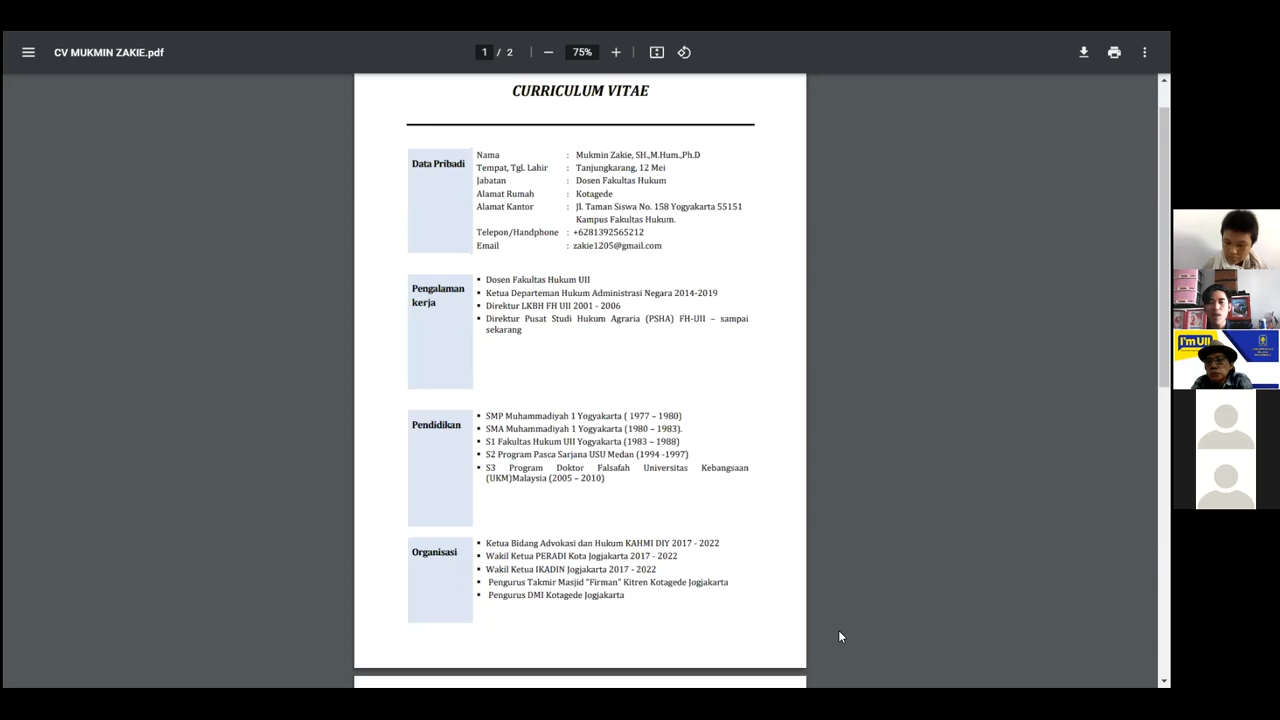 CV MUKMIN ZAKIE.pdf
1 / 2
75%
CURRICULUM VITAE
Data Pribadi
Nama : Mukmin Zakie, SH.,M.Hum.,Ph.D
Tempat, Tgl. Lahir : Tanjungkarang, 12 Mei
Jabatan : Dosen Fakultas Hukum
Alamat Rumah : Kotagede
Alamat Kantor : Jl. Taman Siswa No. 158 Yogyakarta 55151
Kampus Fakultas Hukum.
Telepon/Handphone : +6281392565212
Email : zakie1205@gmail.com
Pengalaman
kerja
▪ Dosen Fakultas Hukum UII
▪ Ketua Departeman Hukum Administrasi Negara 2014-2019
▪ Direktur LKBH FH UII 2001 - 2006
▪ Direktur Pusat Studi Hukum Agraria (PSHA) FH-UII – sampai
sekarang
Pendidikan
▪ SMP Muhammadiyah 1 Yogyakarta ( 1977 – 1980)
▪ SMA Muhammadiyah 1 Yogyakarta (1980 – 1983).
▪ S1 Fakultas Hukum UII Yogyakarta (1983 – 1988)
▪ S2 Program Pasca Sarjana USU Medan (1994 -1997)
▪ S3 Program Doktor Falsafah Universitas Kebangsaan
(UKM)Malaysia (2005 – 2010)
Organisasi
▪ Ketua Bidang Advokasi dan Hukum KAHMI DIY 2017 - 2022
▪ Wakil Ketua PERADI Kota Jogjakarta 2017 - 2022
▪ Wakil Ketua IKADIN Jogjakarta 2017 - 2022
▪ Pengurus Takmir Masjid "Firman" Kitren Kotagede Jogjakarta
▪ Pengurus DMI Kotagede Jogjakarta
I'm UII